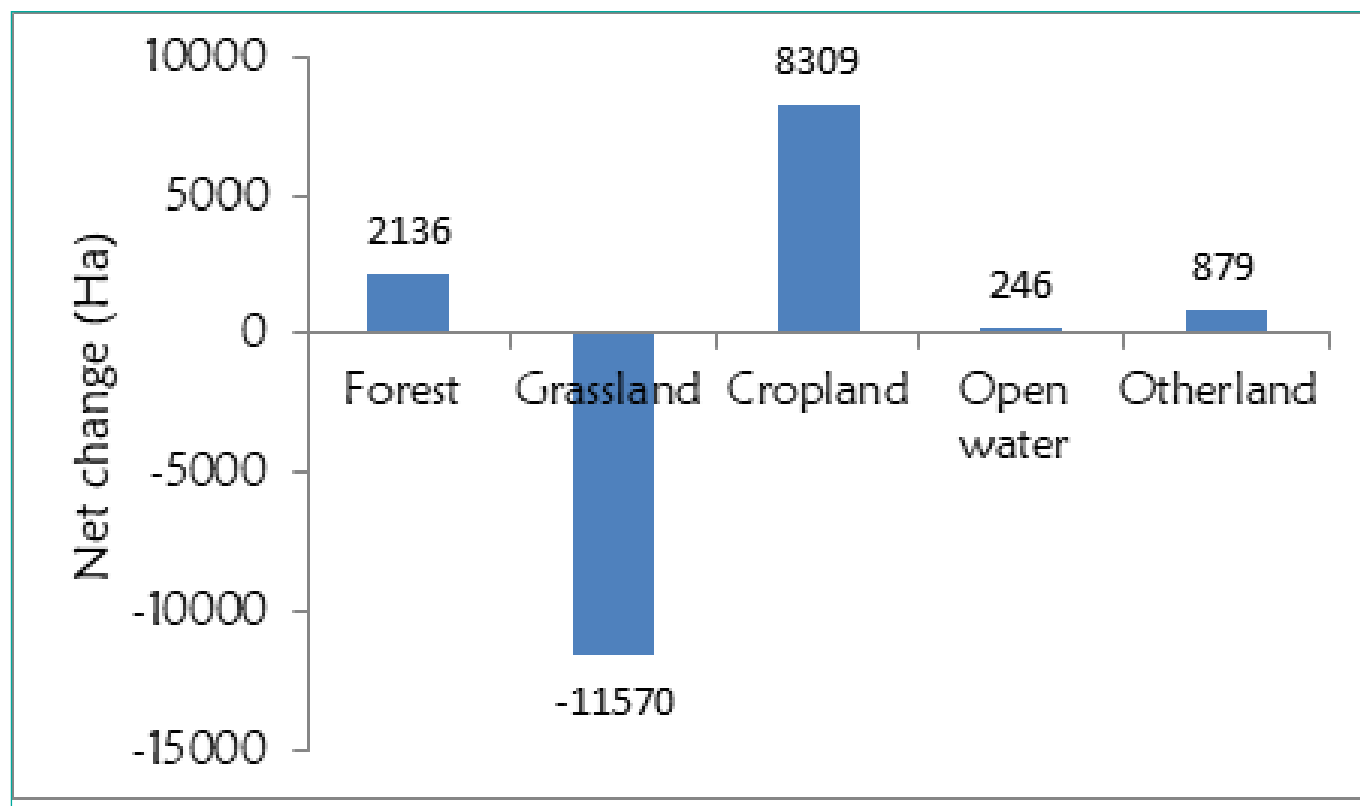 Net change (Ha)
10000
5000
0
-5000
-10000
-15000
2136
-11570
8309
246
879
Forest
Grassland
Cropland
Open
water
Otherland